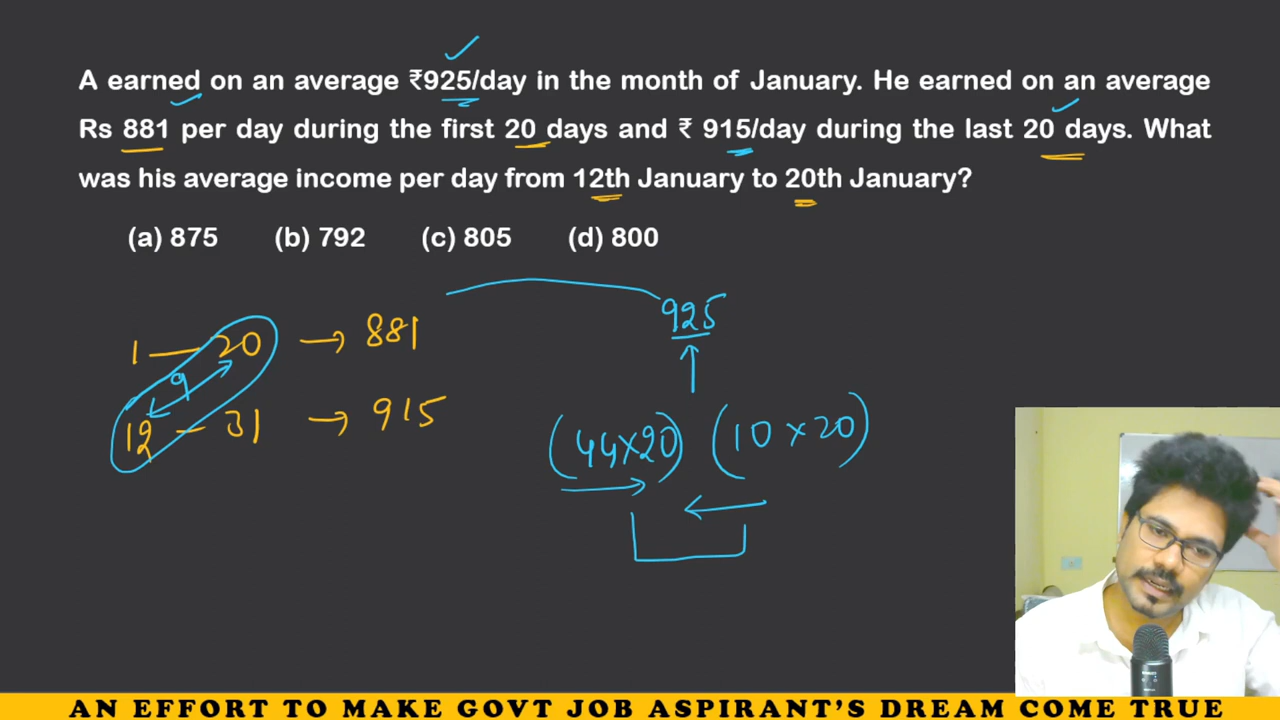 A earned on an average ₹925/day in the month of January. He earned on an average
Rs 881 per day during the first 20 days and ₹ 915/day during the last 20 days. What
was his average income per day from 12th January to 20th January?
(a) 875 (b) 792 (c) 805 (d) 800
1 — 20 → 881
9
12 — 31 → 915
925
(44×20) (10×20)
AN EFFORT TO MAKE GOVT JOB ASPIRANT'S DREAM COME TRUE